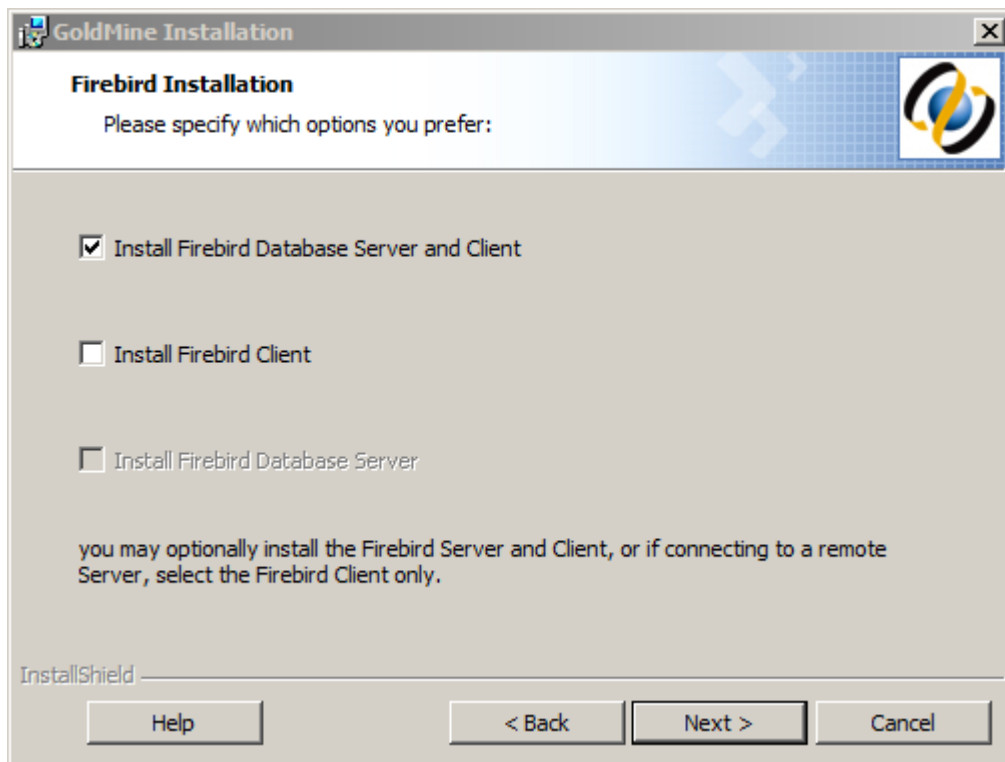 GoldMine Installation
Firebird Installation
Please specify which options you prefer:
Install Firebird Database Server and Client
Install Firebird Client
Install Firebird Database Server
you may optionally install the Firebird Server and Client, or if connecting to a remote
Server, select the Firebird Client only.
InstallShield
Help
< Back
Next >
Cancel